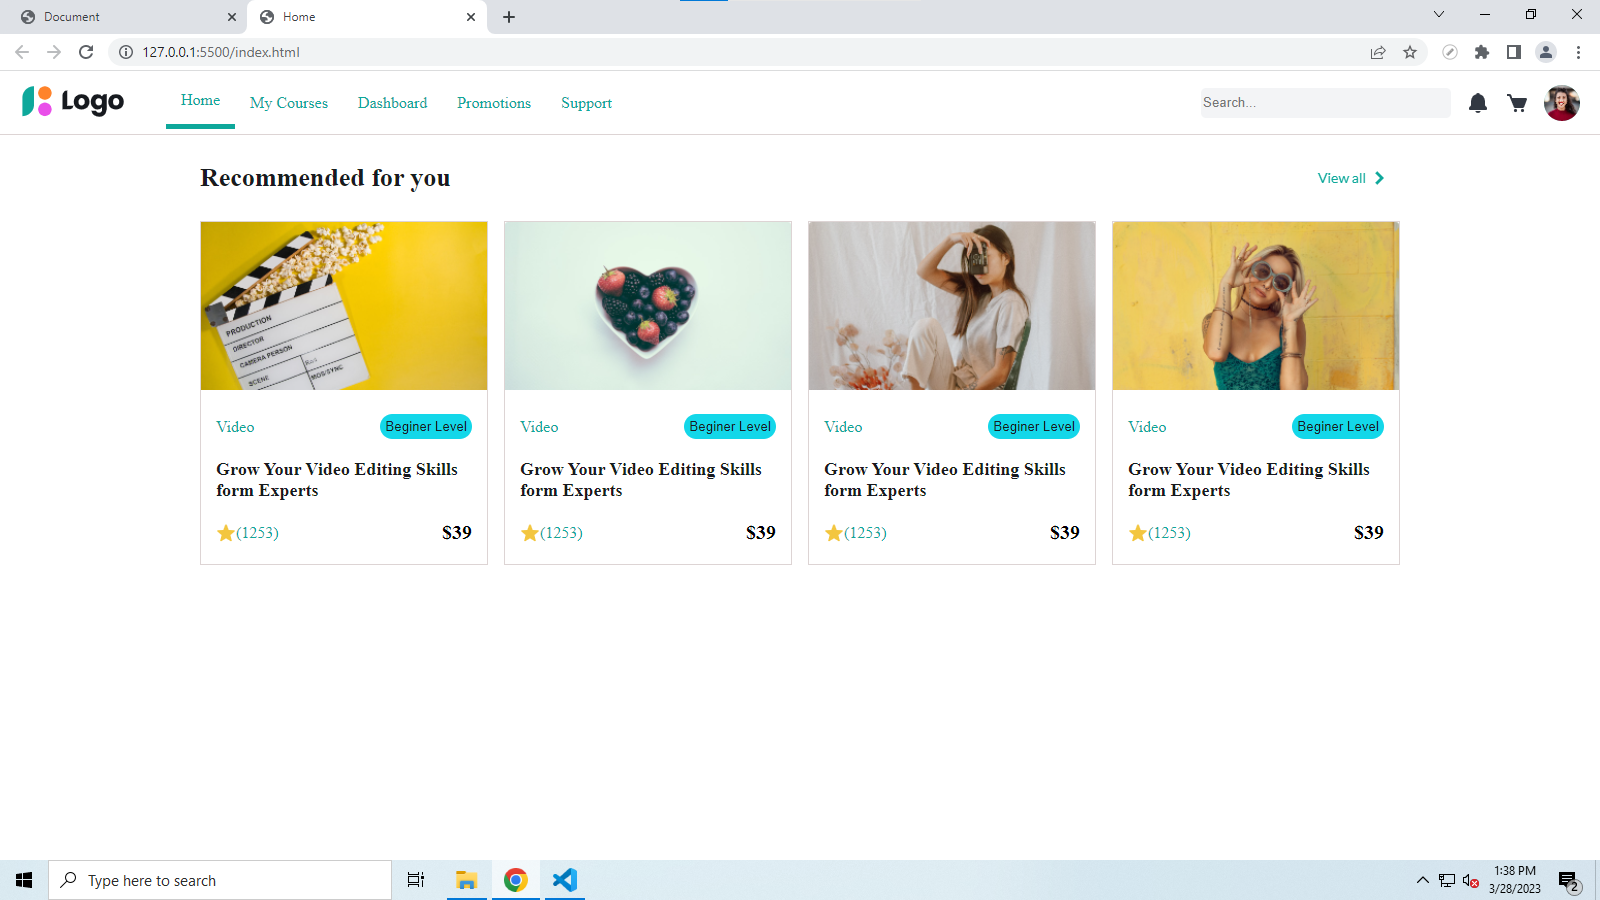 Document
Home
127.0.0.1:5500/index.html
Logo
Home
My Courses
Dashboard
Promotions
Support
Search...
Recommended for you
View all
PRODUCTION
DIRECTOR
CAMERA PERSON
SCENE
MOS/SYNC
Video
Beginer Level
Grow Your Video Editing Skills
form Experts
(1253)
$39
Video
Beginer Level
Grow Your Video Editing Skills
form Experts
(1253)
$39
Video
Beginer Level
Grow Your Video Editing Skills
form Experts
(1253)
$39
Video
Beginer Level
Grow Your Video Editing Skills
form Experts
(1253)
$39
Type here to search
1:38 PM
3/28/2023
2